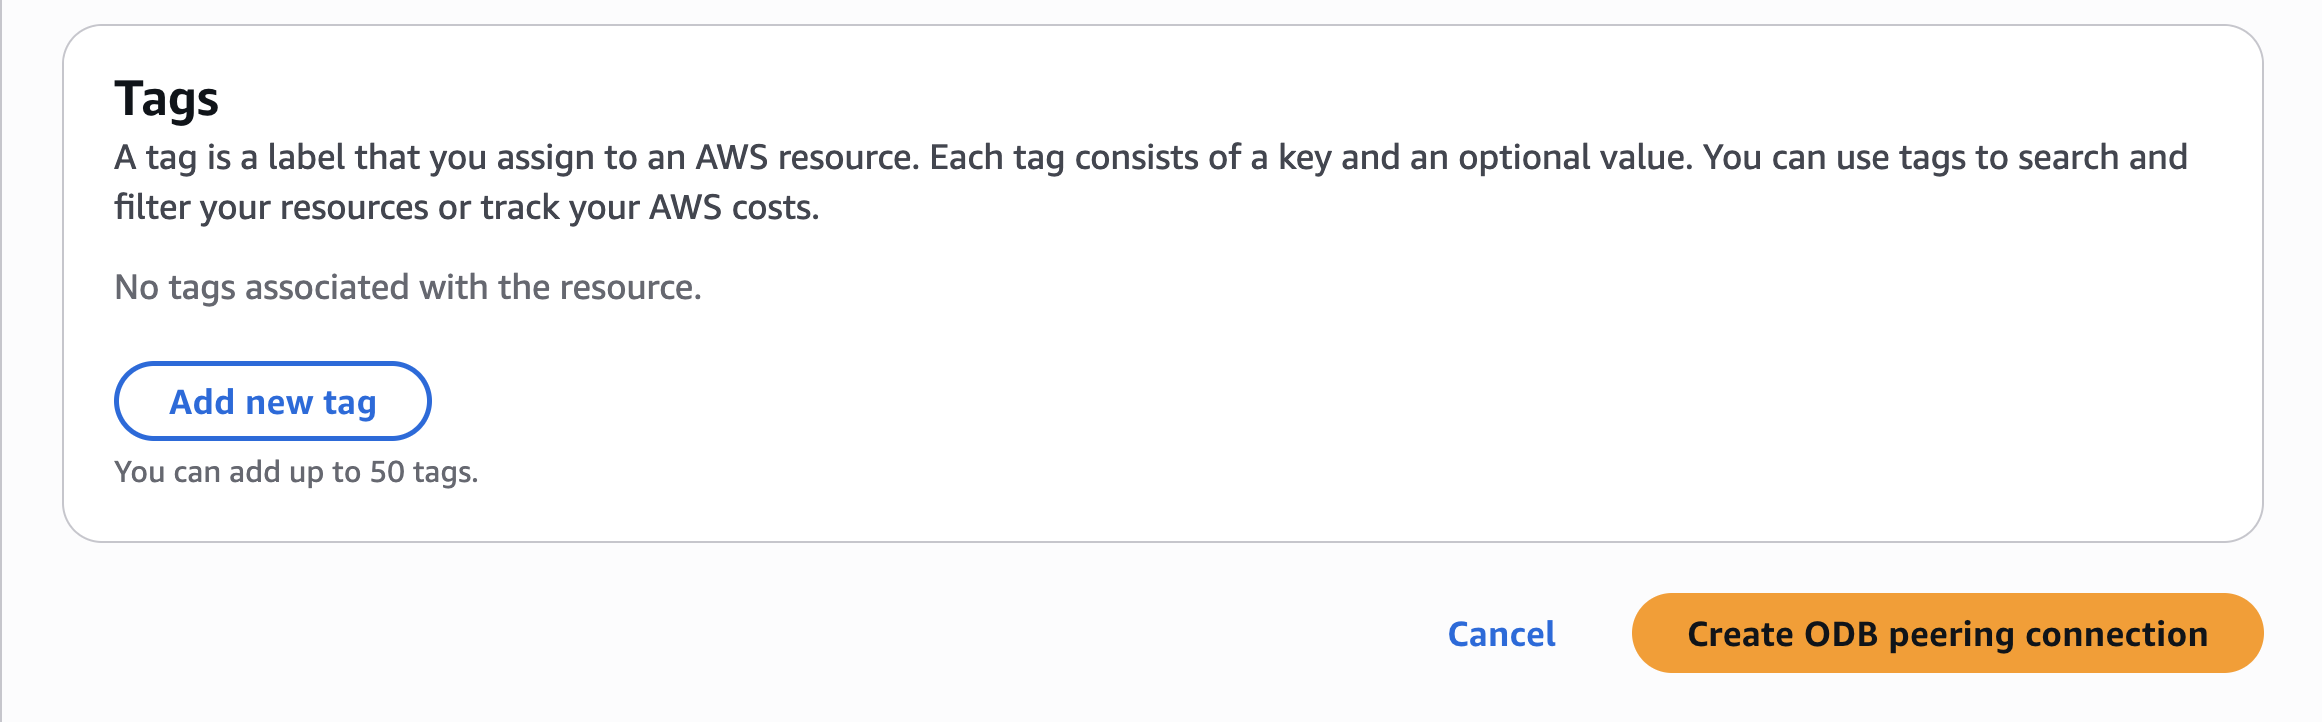 Tags
A tag is a label that you assign to an AWS resource. Each tag consists of a key and an optional value. You can use tags to search and
filter your resources or track your AWS costs.
No tags associated with the resource.
Add new tag
You can add up to 50 tags.
Cancel
Create ODB peering connection